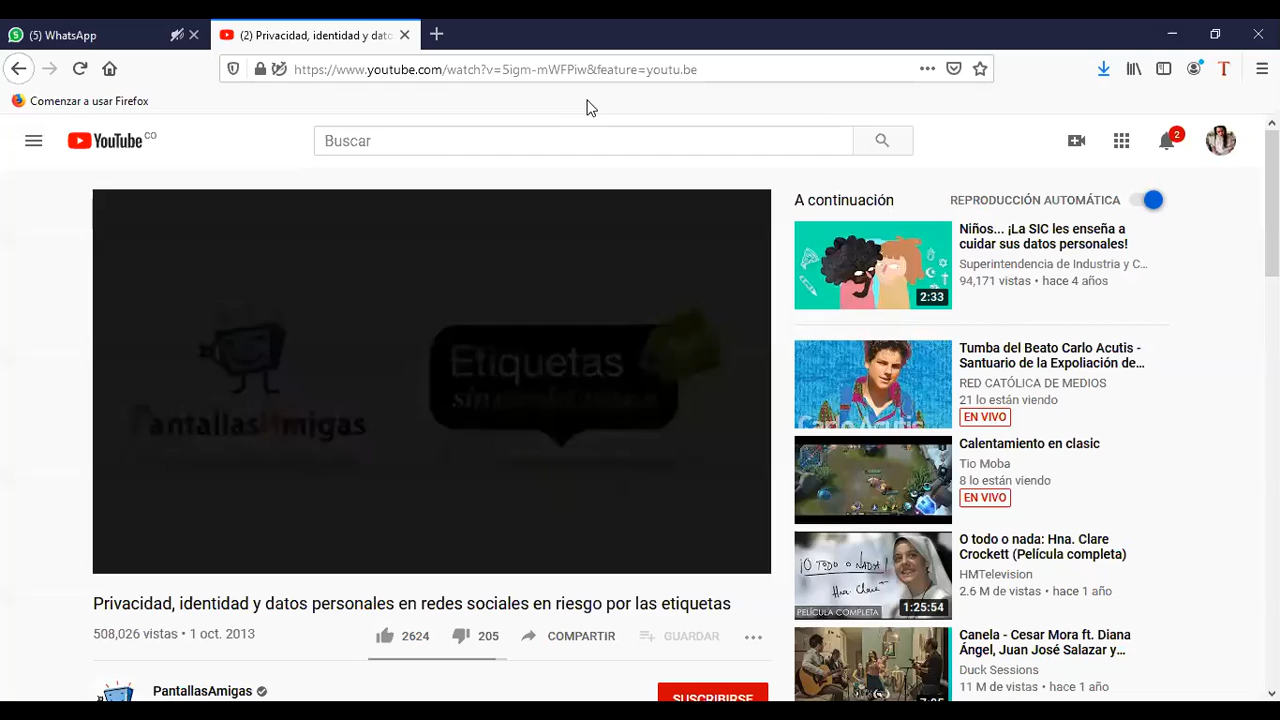 (5) WhatsApp
(2) Privacidad, identidad y dato
https://www.youtube.com/watch?v=5igm-mWFPiw&feature=youtu.be
Comenzar a usar Firefox
YouTube CO
Buscar
2
Etiquetas
PantallasAmigas
A continuación
REPRODUCCIÓN AUTOMÁTICA
Niños... ¡La SIC les enseña a
cuidar sus datos personales!
Superintendencia de Industria y C...
94,171 vistas • hace 4 años
2:33
Tumba del Beato Carlo Acutis -
Santuario de la Expoliación de...
RED CATÓLICA DE MEDIOS
21 lo están viendo
EN VIVO
Calentamiento en clasic
Tio Moba
8 lo están viendo
EN VIVO
O todo o nada: Hna. Clare
Crockett (Película completa)
HMTelevision
2.6 M de vistas • hace 1 año
¡O TODO O NADA!
Hna. Clare
PELÍCULA COMPLETA
1:25:54
Canela - Cesar Mora ft. Diana
Ángel, Juan José Salazar y...
Duck Sessions
11 M de vistas • hace 1 año
Privacidad, identidad y datos personales en redes sociales en riesgo por las etiquetas
508,026 vistas • 1 oct. 2013
2624
205
COMPARTIR
GUARDAR
PantallasAmigas
SUSCRIBIRSE